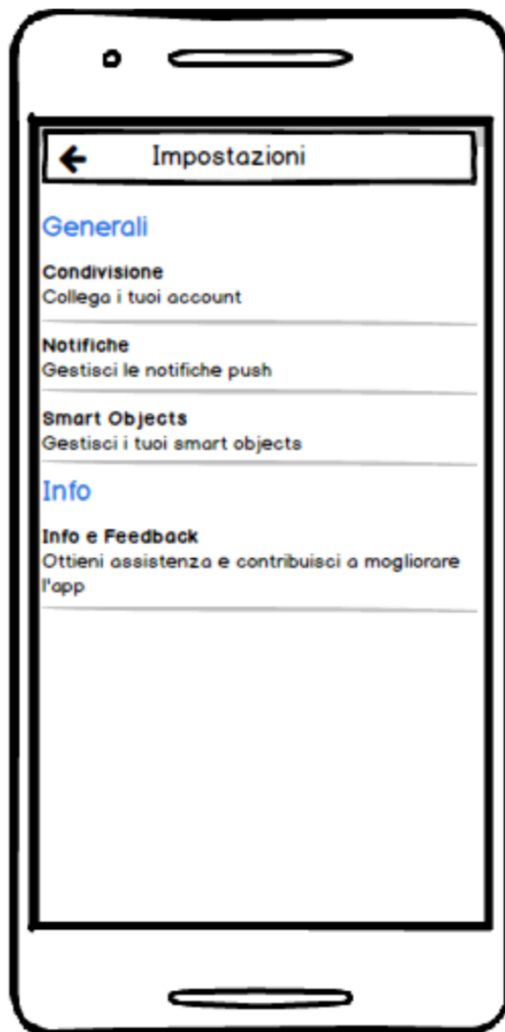 Impostazioni
Generali
Condivisione
Collega i tuoi account
Notifiche
Gestisci le notifiche push
Smart Objects
Gestisci i tuoi smart objects
Info
Info e Feedback
Ottieni assistenza e contribuisci a mogliorare
l'app